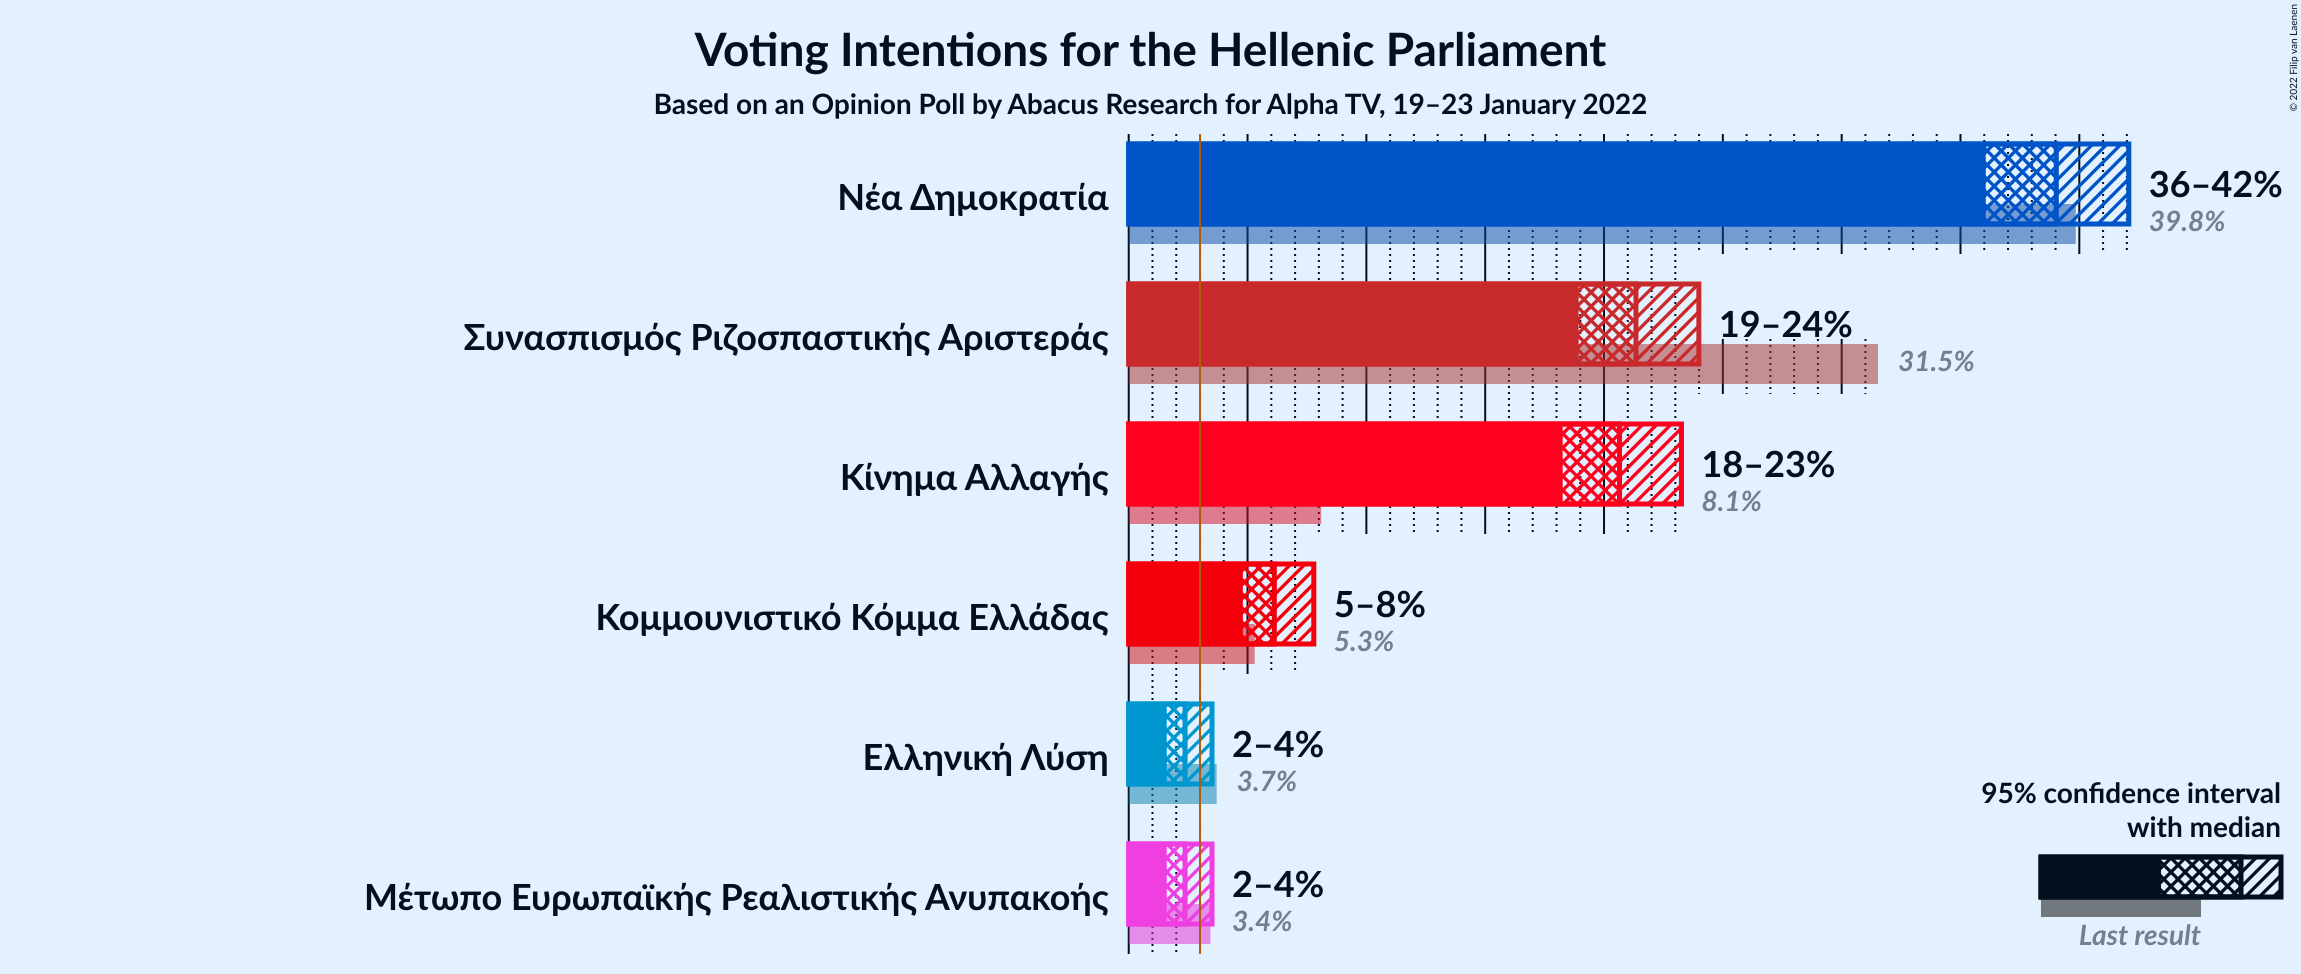 Voting Intentions for the Hellenic Parliament
Based on an Opinion Poll by Abacus Research for Alpha TV, 19–23 January 2022
© 2022 Filip van Laenen
Νέα Δημοκρατία
36–42%
39.8%
Συνασπισμός Ριζοσπαστικής Αριστεράς
19–24%
31.5%
Κίνημα Αλλαγής
18–23%
8.1%
Κομμουνιστικό Κόμμα Ελλάδας
5–8%
5.3%
Ελληνική Λύση
2–4%
3.7%
Μέτωπο Ευρωπαϊκής Ρεαλιστικής Ανυπακοής
2–4%
3.4%
95% confidence interval
with median
Last result